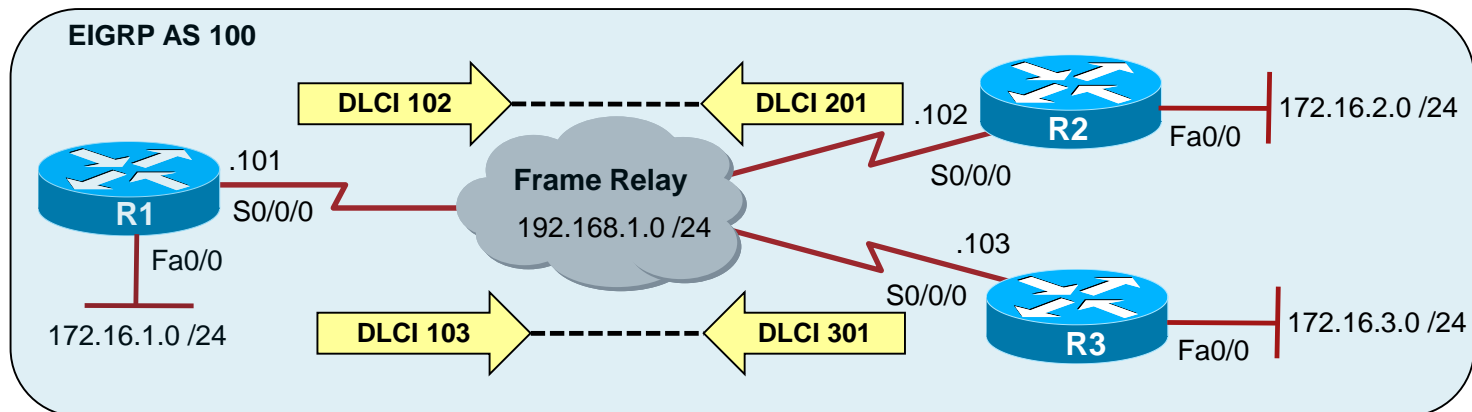 EIGRP AS 100
DLCI 102
DLCI 201
.102
R2
172.16.2.0 /24
Fa0/0
S0/0/0
.101
R1
S0/0/0
Fa0/0
172.16.1.0 /24
Frame Relay
192.168.1.0 /24
.103
S0/0/0
R3
172.16.3.0 /24
Fa0/0
DLCI 103
DLCI 301